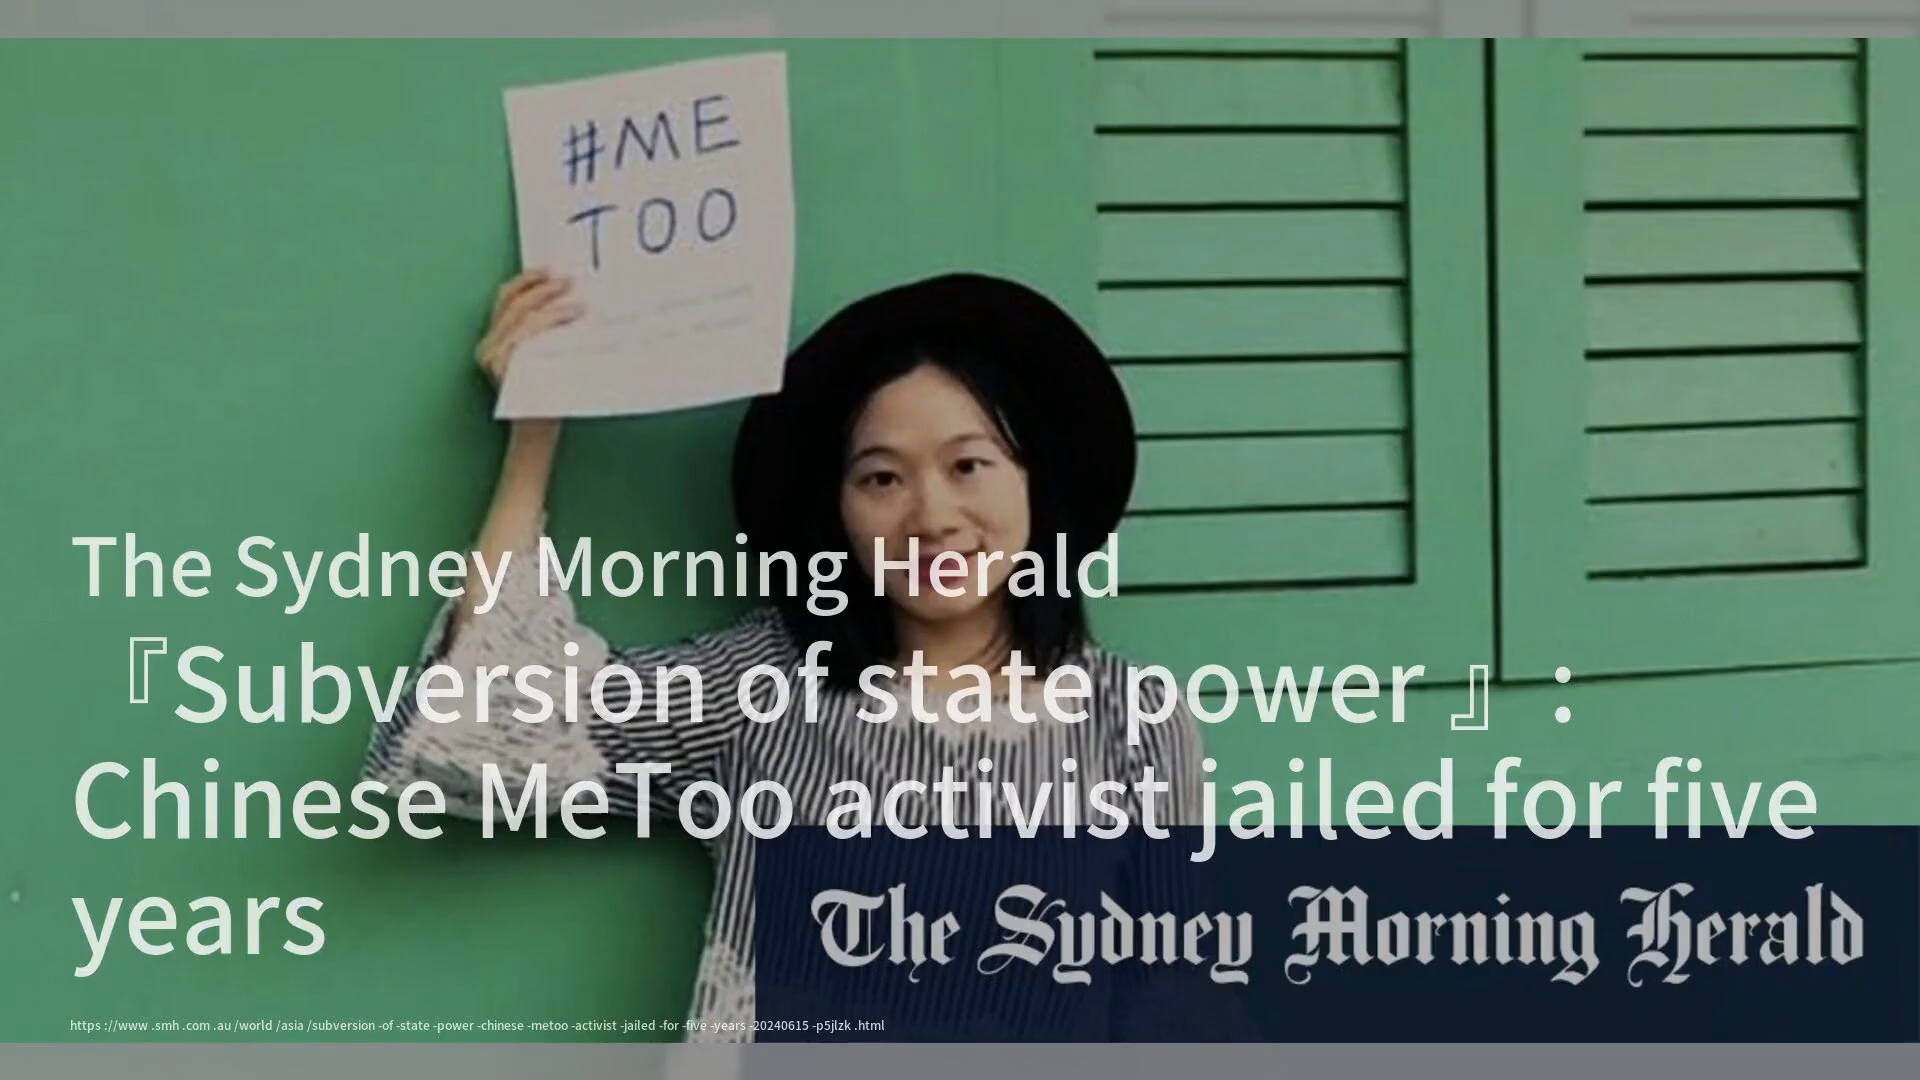 #ME
TOO
The Sydney Morning Herald
『Subversion of state power 』 :
Chinese MeToo activist jailed for five
years
The Sydney Morning Herald
https ://www .smh .com .au /world /asia /subversion -of -state -power -chinese -metoo -activist -jailed -for -five -years -20240615 -p5jlzk .html